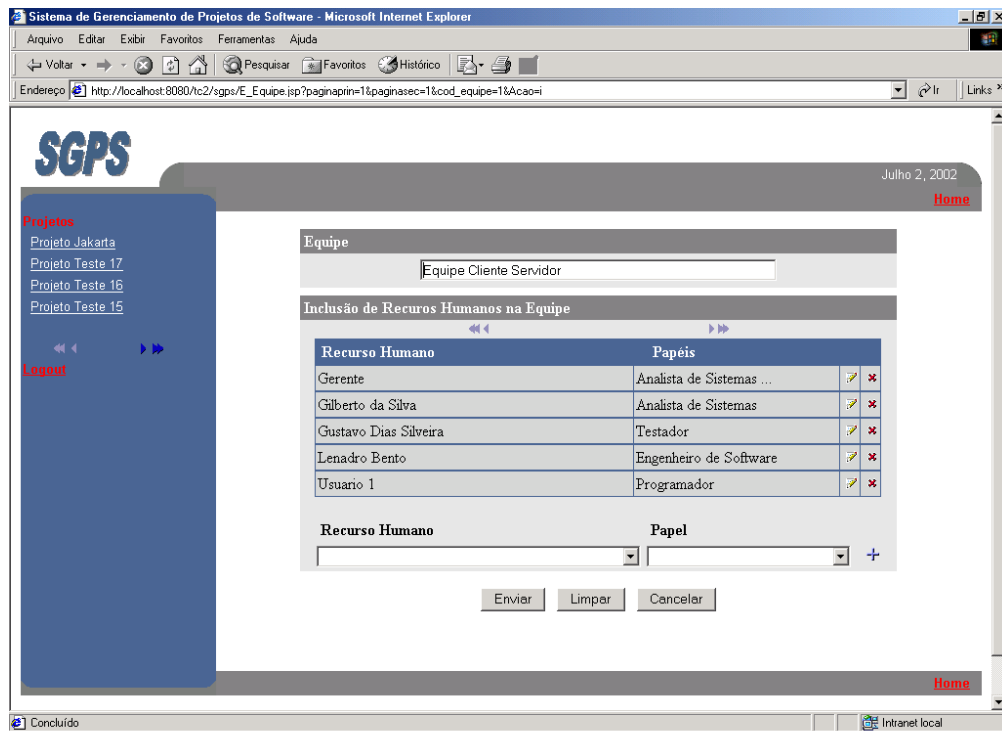 Sistema de Gerenciamento de Projetos de Software - Microsoft Internet Explorer
Arquivo Editar Exibir Favoritos Ferramentas Ajuda
Voltar Pesquisar Favoritos Histórico
Endereço http://localhost:8080/tc2/sgps/E_Equipe.jsp?paginaprin=1&paginasec=1&cod_equipe=1&Acao=i Ir Links »
SGPS
Julho 2, 2002
Home
Projetos
Projeto Jakarta
Projeto Teste 17
Projeto Teste 16
Projeto Teste 15
Logout
Equipe
Equipe Cliente Servidor
Inclusão de Recuros Humanos na Equipe
Recurso Humano Papéis
Gerente Analista de Sistemas ...
Gilberto da Silva Analista de Sistemas
Gustavo Dias Silveira Testador
Lenadro Bento Engenheiro de Software
Usuario 1 Programador
Recurso Humano Papel
Enviar Limpar Cancelar
Home
Concluído Intranet local